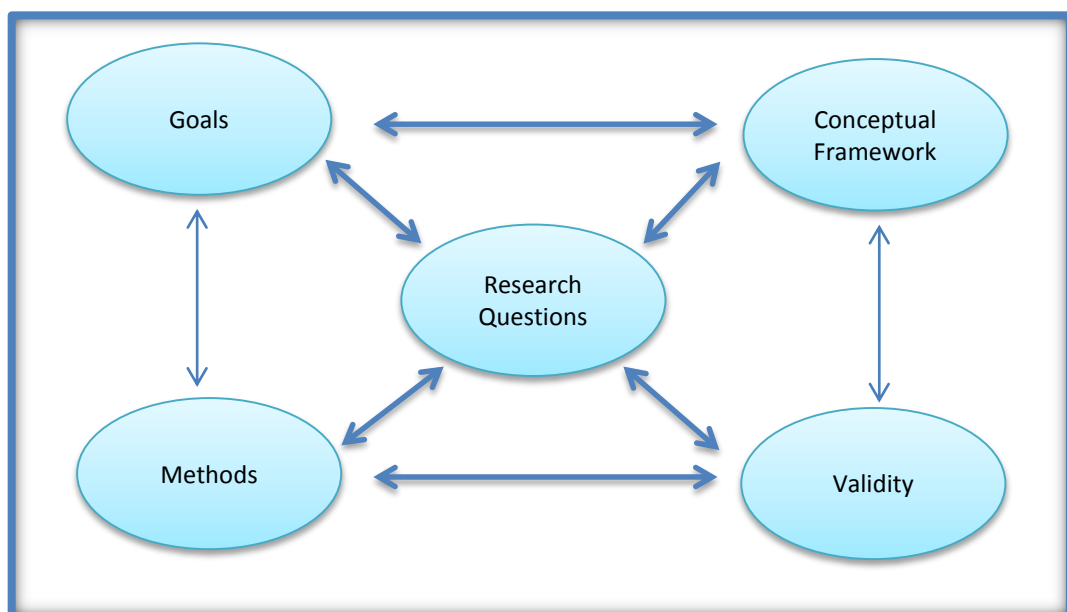 Goals
Conceptual
Framework
Research
Questions
Methods
Validity